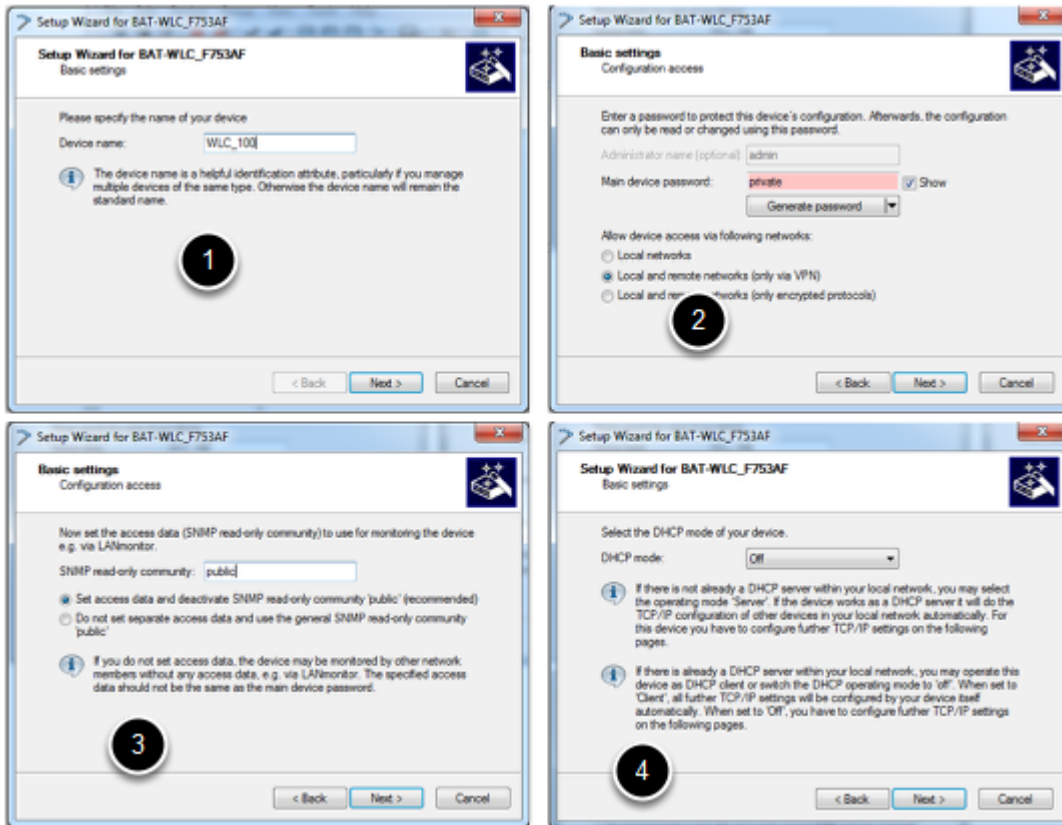 Setup Wizard for BAT-WLC_F753AF
Setup Wizard for BAT-WLC_F753AF
Basic settings
Please specify the name of your device
Device name: WLC_100
The device name is a helpful identification attribute, particularly if you manage
multiple devices of the same type. Otherwise the device name will remain the
standard name.
1
< Back Next > Cancel
Setup Wizard for BAT-WLC_F753AF
Basic settings
Configuration access
Enter a password to protect this device's configuration. Afterwards, the configuration
can only be read or changed using this password.
Administrator name (optional) admin
Main device password: private Show
Generate password
Allow device access via following networks:
Local networks
Local and remote networks (only via VPN)
Local and networks (only encrypted protocols)
2
< Back Next > Cancel
Setup Wizard for BAT-WLC_F753AF
Basic settings
Configuration access
Now set the access data (SNMP read-only community) to use for monitoring the device
e.g. via LANmonitor.
SNMP read-only community: public
Set access data and deactivate SNMP read-only community 'public' (recommended)
Do not set separate access data and use the general SNMP read-only community
'public'
If you do not set access data, the device may be monitored by other network
members without any access data, e.g. via LANmonitor. The specified access
data should not be the same as the main device password.
3
< Back Next > Cancel
Setup Wizard for BAT-WLC_F753AF
Setup Wizard for BAT-WLC_F753AF
Basic settings
Select the DHCP mode of your device.
DHCP mode: Off
If there is not already a DHCP server within your local network, you may select
the operating mode 'Server'. If the device works as a DHCP server it will do the
TCP/IP configuration of other devices in your local network automatically. For
this device you have to configure further TCP/IP settings on the following
pages.
If there is already a DHCP server within your local network, you may operate this
device as DHCP client or switch the DHCP operating mode to 'off'. When set to
'Client', all further TCP/IP settings will be configured by your device itself
automatically. When set to 'Off', you have to configure further TCP/IP settings
on the following pages.
4
< Back Next > Cancel